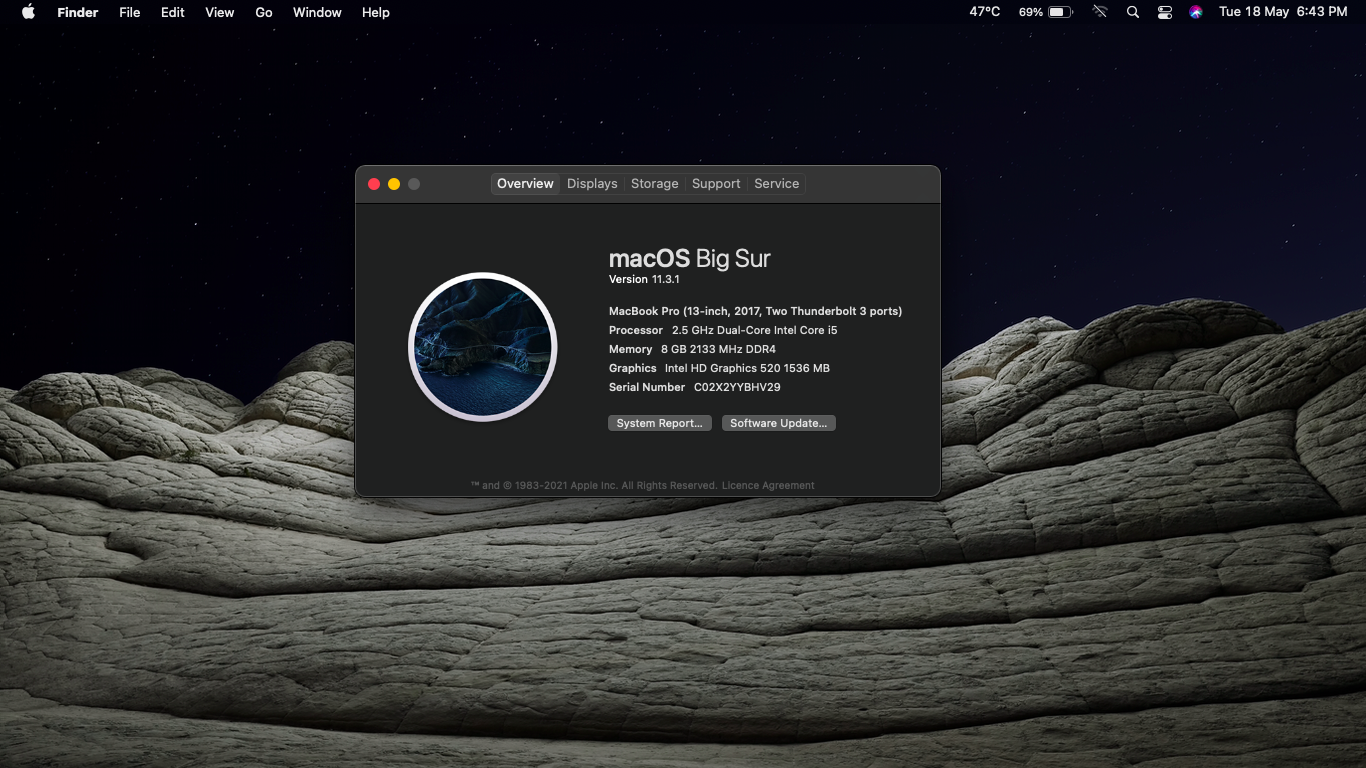 Finder File Edit View Go Window Help 47°C 69% Tue 18 May 6:43 PM
Overview Displays Storage Support Service
macOS Big Sur
Version 11.3.1
MacBook Pro (13-inch, 2017, Two Thunderbolt 3 ports)
Processor 2.5 GHz Dual-Core Intel Core i5
Memory 8 GB 2133 MHz DDR4
Graphics Intel HD Graphics 520 1536 MB
Serial Number C02X2YYBHV29
System Report... Software Update...
™ and © 1983-2021 Apple Inc. All Rights Reserved. Licence Agreement